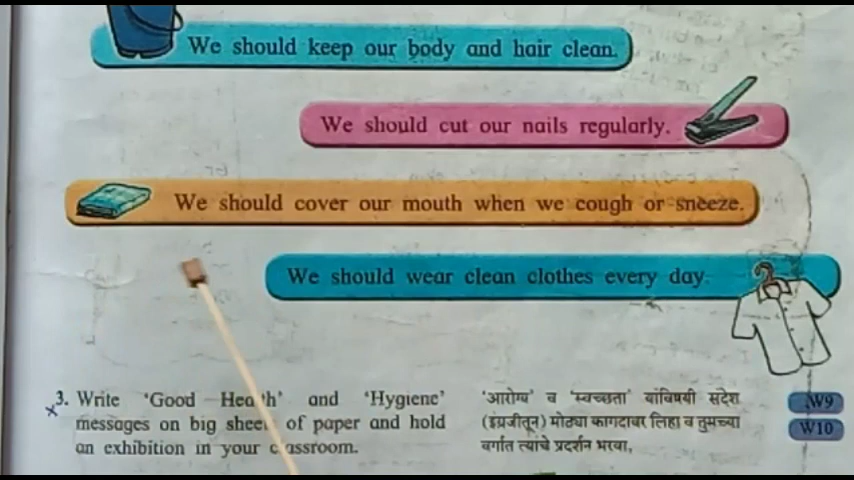 We should keep our body and hair clean.
We should cut our nails regularly.
We should cover our mouth when we cough or sneeze.
We should wear clean clothes every day.
3. Write 'Good Health' and 'Hygiene'
messages on big sheets of paper and hold
an exhibition in your classroom.
'आरोग्य' व 'स्वच्छता' यांविषयी संदेश
(इंग्रजीतून) मोठ्या कागदावर लिहा व तुमच्या
वर्गात त्यांचे प्रदर्शन भरवा.
W9
W10